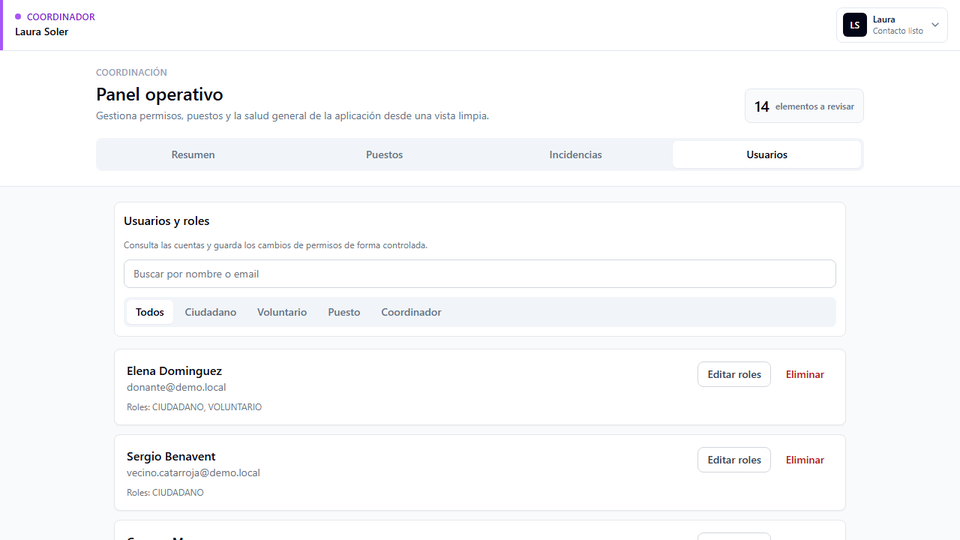 COORDINADOR
Laura Soler
LS
Laura
Contacto listo
COORDINACIÓN
Panel operativo
Gestiona permisos, puestos y la salud general de la aplicación desde una vista limpia.
14 elementos a revisar
Resumen
Puestos
Incidencias
Usuarios
Usuarios y roles
Consulta las cuentas y guarda los cambios de permisos de forma controlada.
Buscar por nombre o email
Todos
Ciudadano
Voluntario
Puesto
Coordinador
Elena Dominguez
donante@demo.local
Roles: CIUDADANO, VOLUNTARIO
Editar roles
Eliminar
Sergio Benavent
vecino.catarroja@demo.local
Roles: CIUDADANO
Editar roles
Eliminar